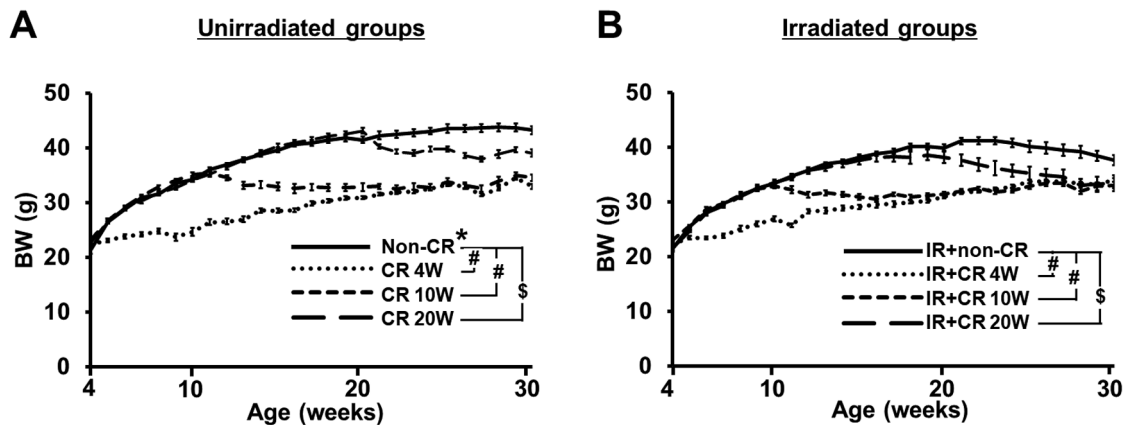 A
Unirradiated groups
50
40
30
20
10
0
BW (g)
4
10
20
30
Age (weeks)
Non-CR*
CR 4W
CR 10W
CR 20W
#
#
$
B
Irradiated groups
50
40
30
20
10
0
BW (g)
4
10
20
30
Age (weeks)
IR+non-CR
IR+CR 4W
IR+CR 10W
IR+CR 20W
#
#
$